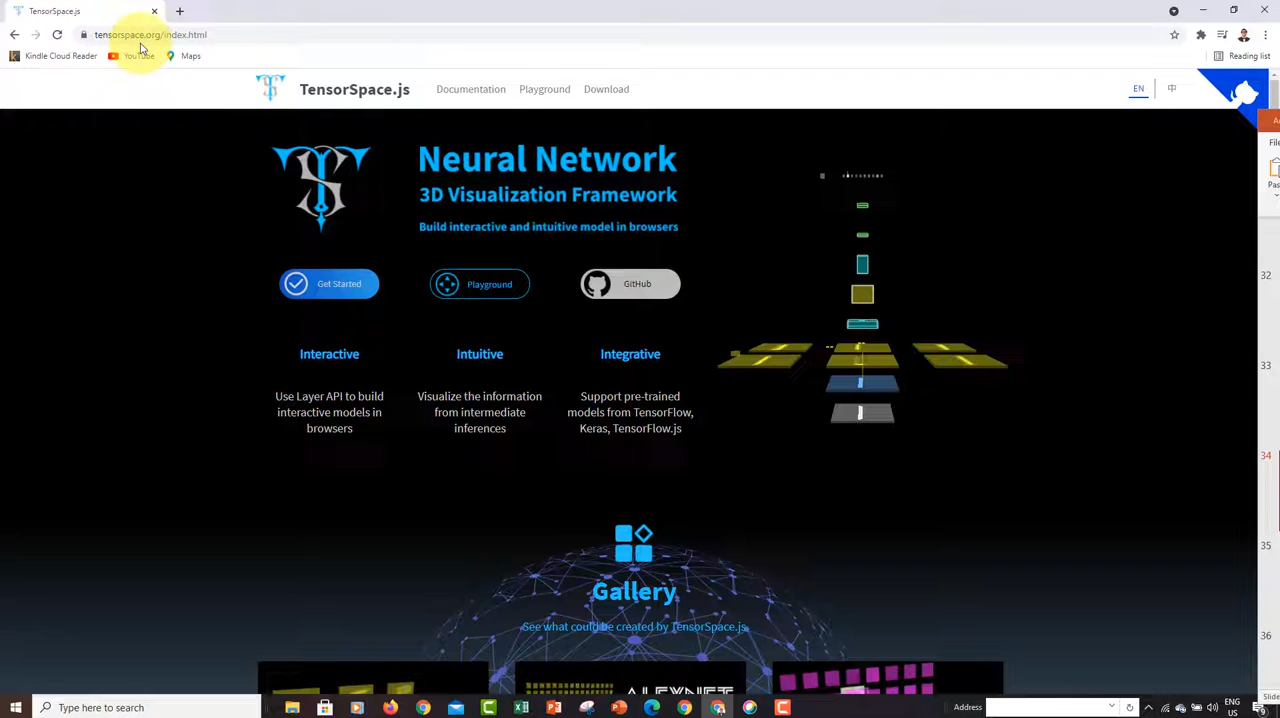 TensorSpace.js
tensorspace.org/index.html
Kindle Cloud Reader
YouTube
Maps
Reading list
TensorSpace.js
Documentation
Playground
Download
EN
中
Neural Network
3D Visualization Framework
Build interactive and intuitive model in browsers
Get Started
Playground
GitHub
Interactive
Intuitive
Integrative
Use Layer API to build
interactive models in
browsers
Visualize the information
from intermediate
inferences
Support pre-trained
models from TensorFlow,
Keras, TensorFlow.js
Gallery
See what could be created by TensorSpace.js
ALEXNET
File
32
33
34
35
36
Type here to search
Address
ENG
US